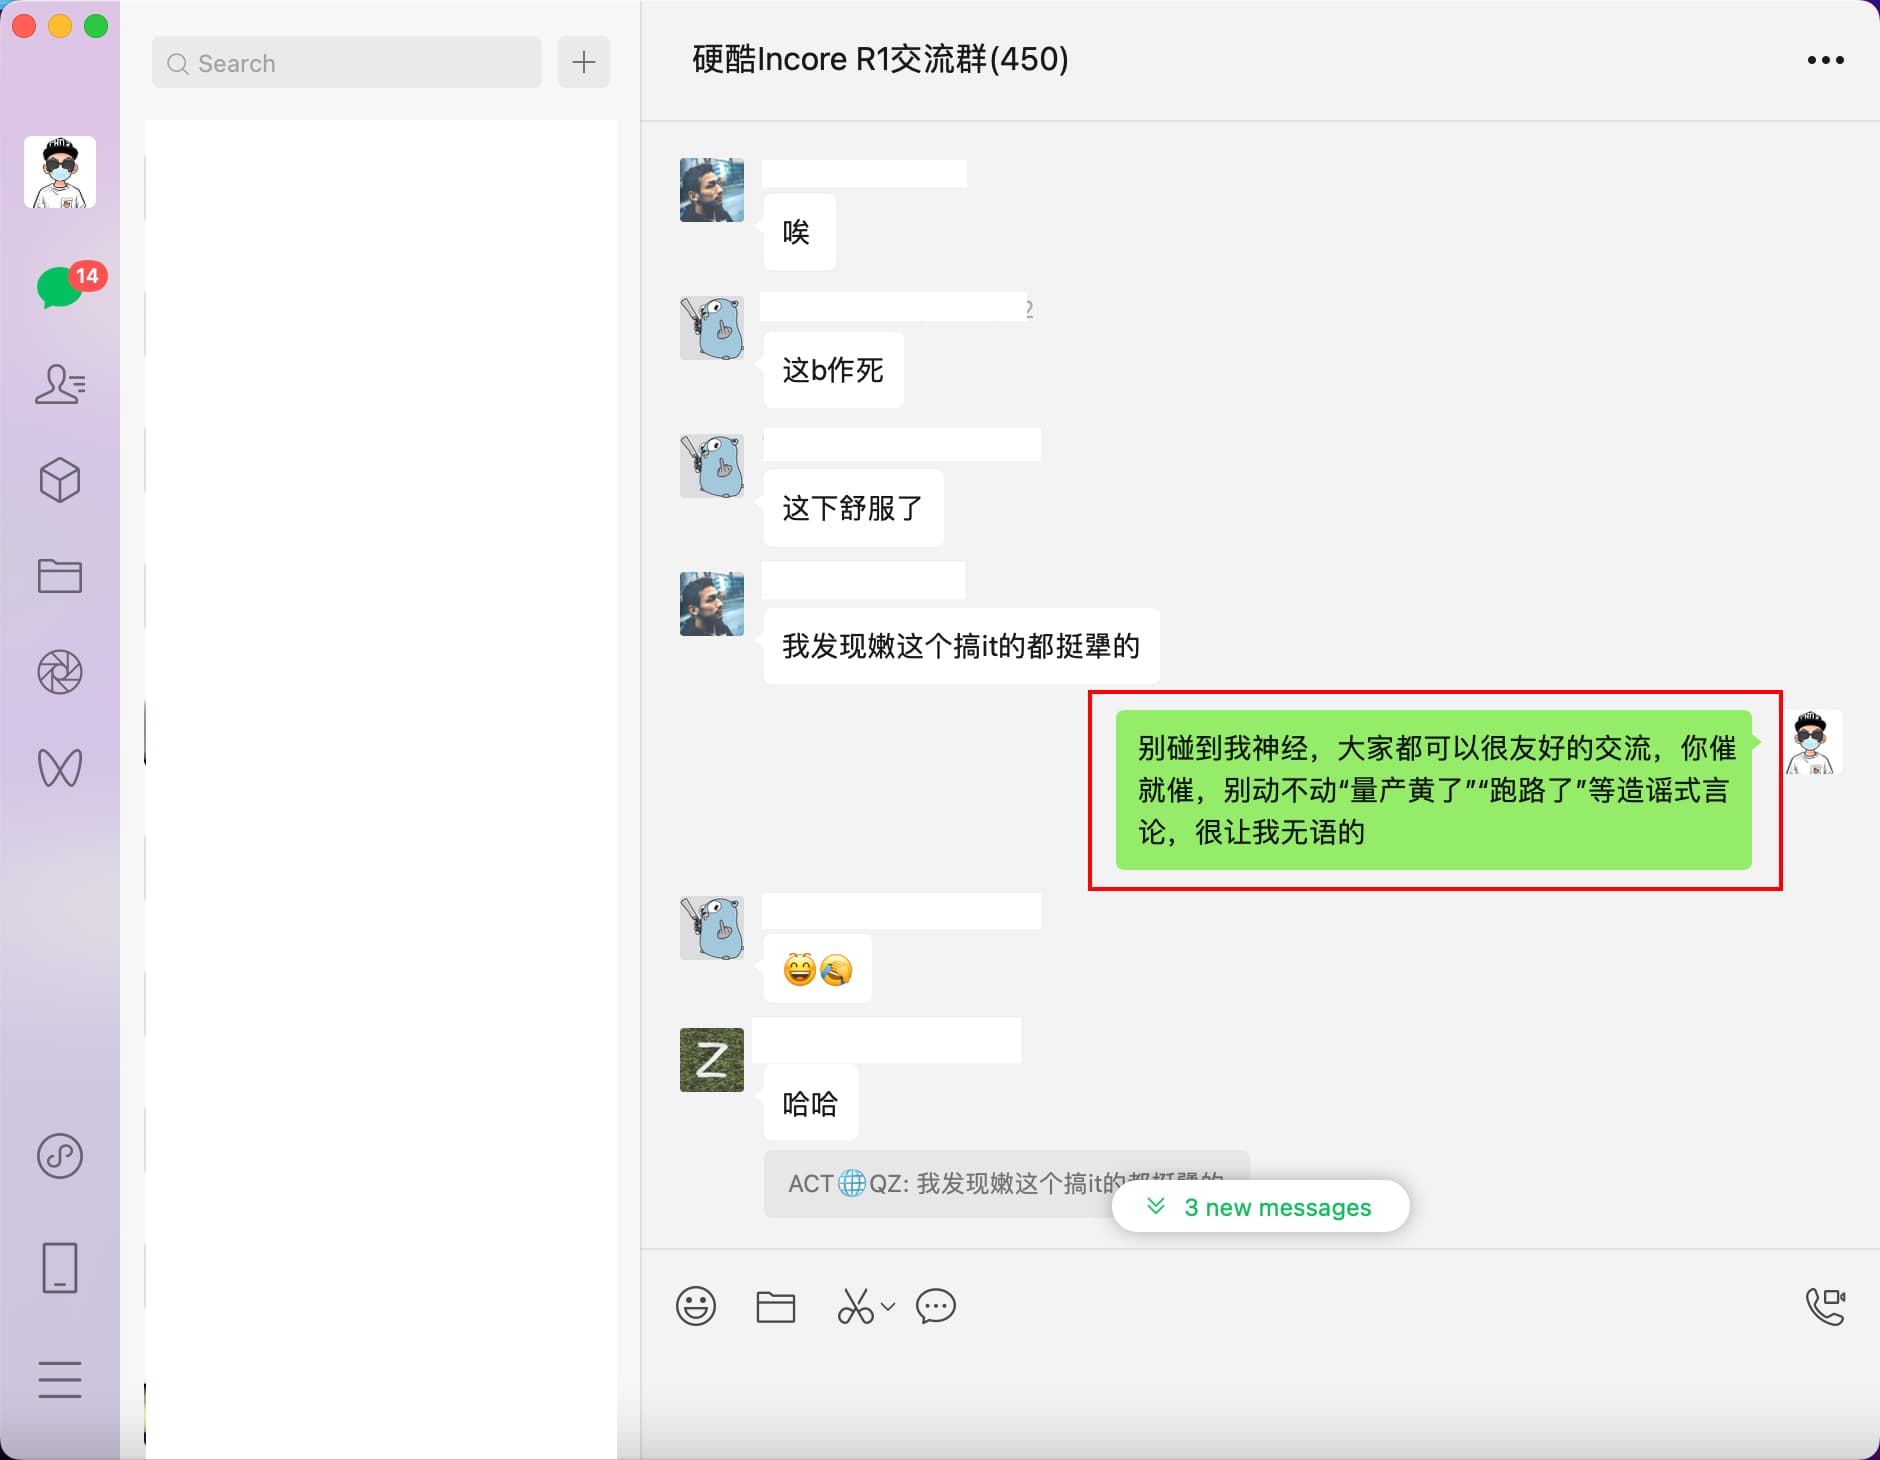 Search
硬酷Incore R1交流群(450)
14
唉
2
这b作死
这下舒服了
我发现嫩这个搞it的都挺犟的
别碰到我神经，大家都可以很友好的交流，你催
就催，别动不动“量产黄了”“跑路了”等造谣式言
论，很让我无语的
Z
哈哈
ACT🌐QZ: 我发现嫩这个搞it的都挺犟的
3 new messages